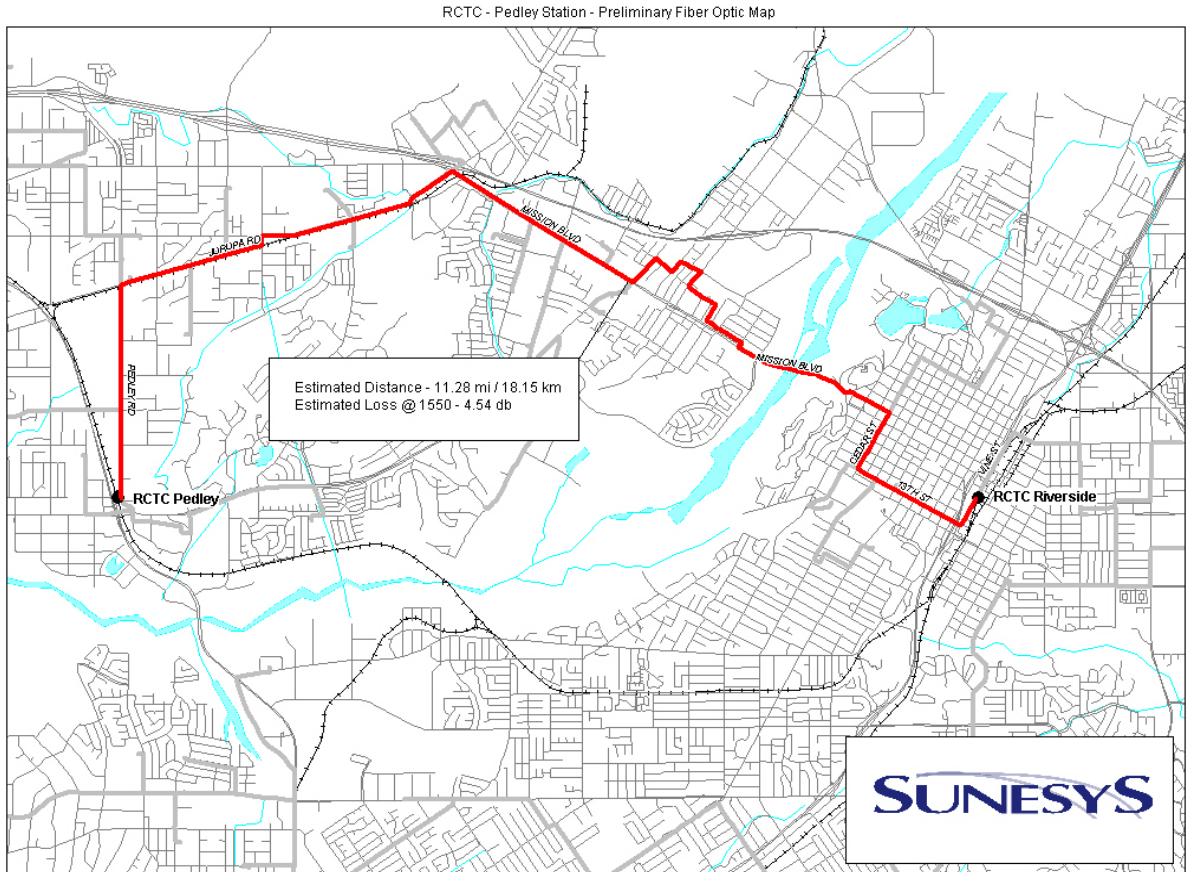 RCTC - Pedley Station - Preliminary Fiber Optic Map
MISSION BLVD
JURUPA RD
Estimated Distance - 11.28 mi / 18.15 km
Estimated Loss @ 1550 - 4.54 db
MISSION BLVD
PEDLEY RD
CEDAR ST
VINE ST
13TH ST
RCTC Pedley
RCTC Riverside
SUNESYS